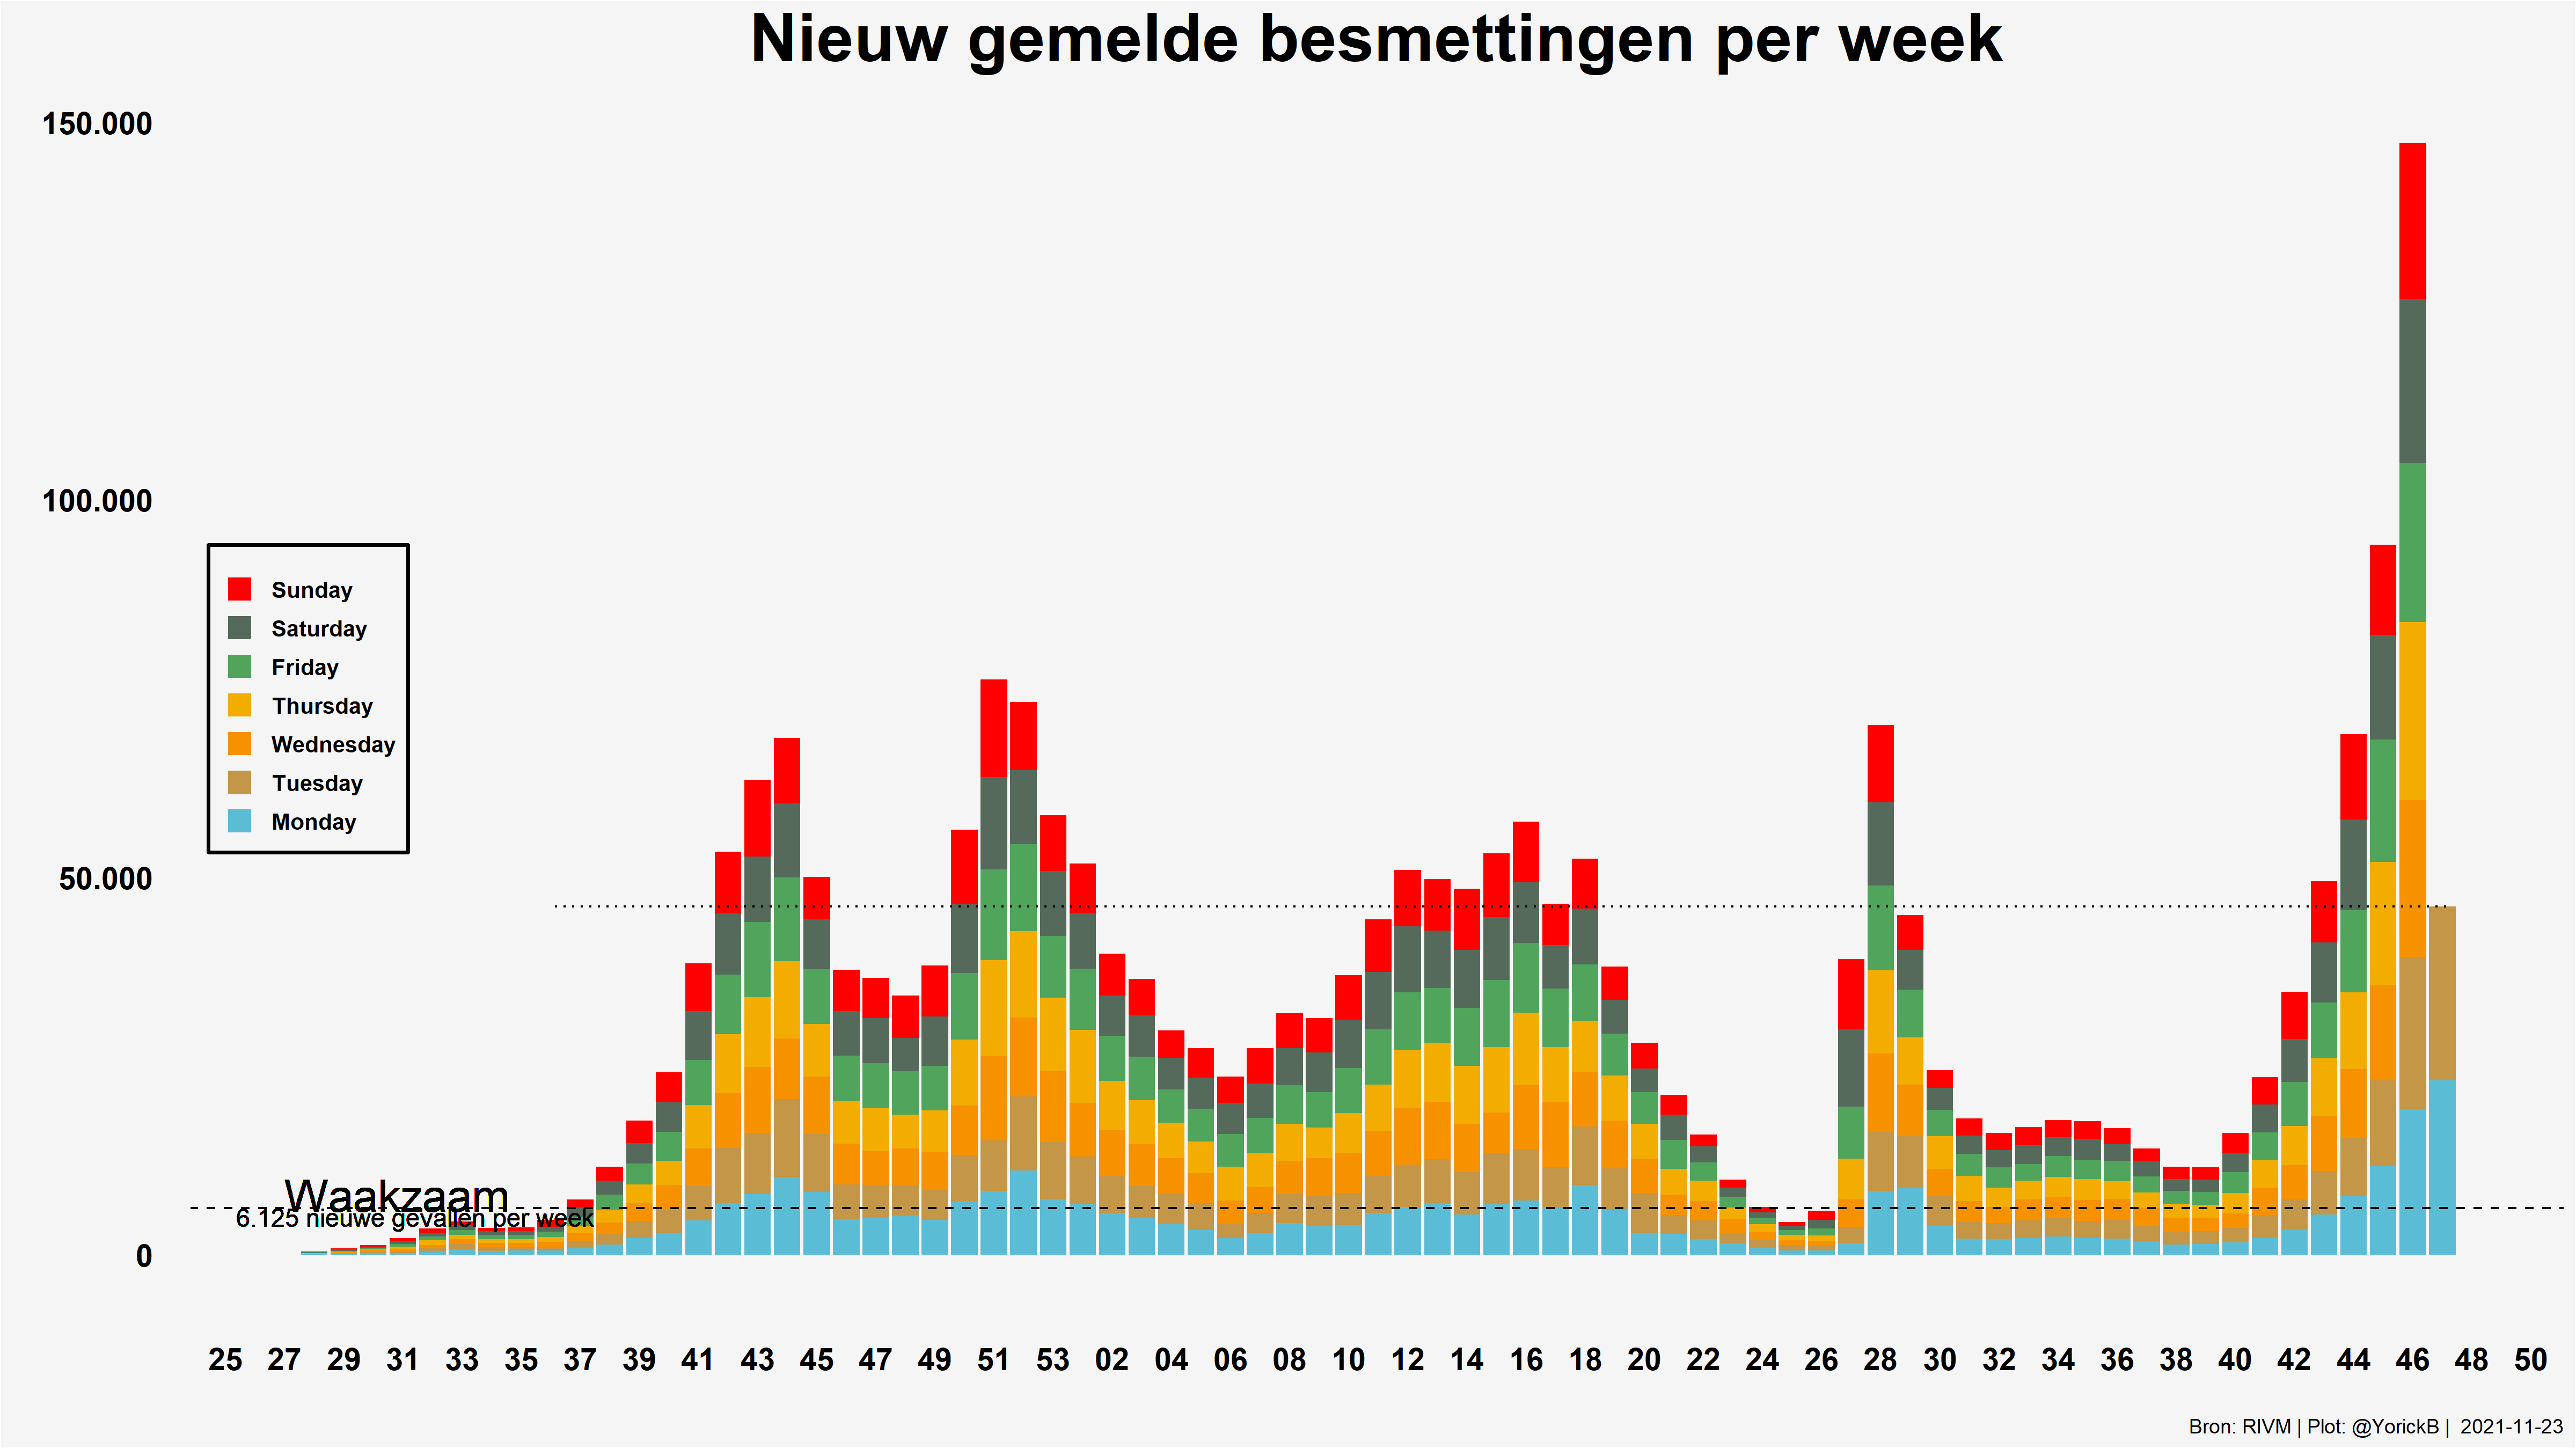 Nieuw gemelde besmettingen per week
150.000
100.000
50.000
0
Sunday
Saturday
Friday
Thursday
Wednesday
Tuesday
Monday
Waakzaam
6.125 nieuwe gevallen per week
25 27 29 31 33 35 37 39 41 43 45 47 49 51 53 02 04 06 08 10 12 14 16 18 20 22 24 26 28 30 32 34 36 38 40 42 44 46 48 50
Bron: RIVM | Plot: @YorickB | 2021-11-23